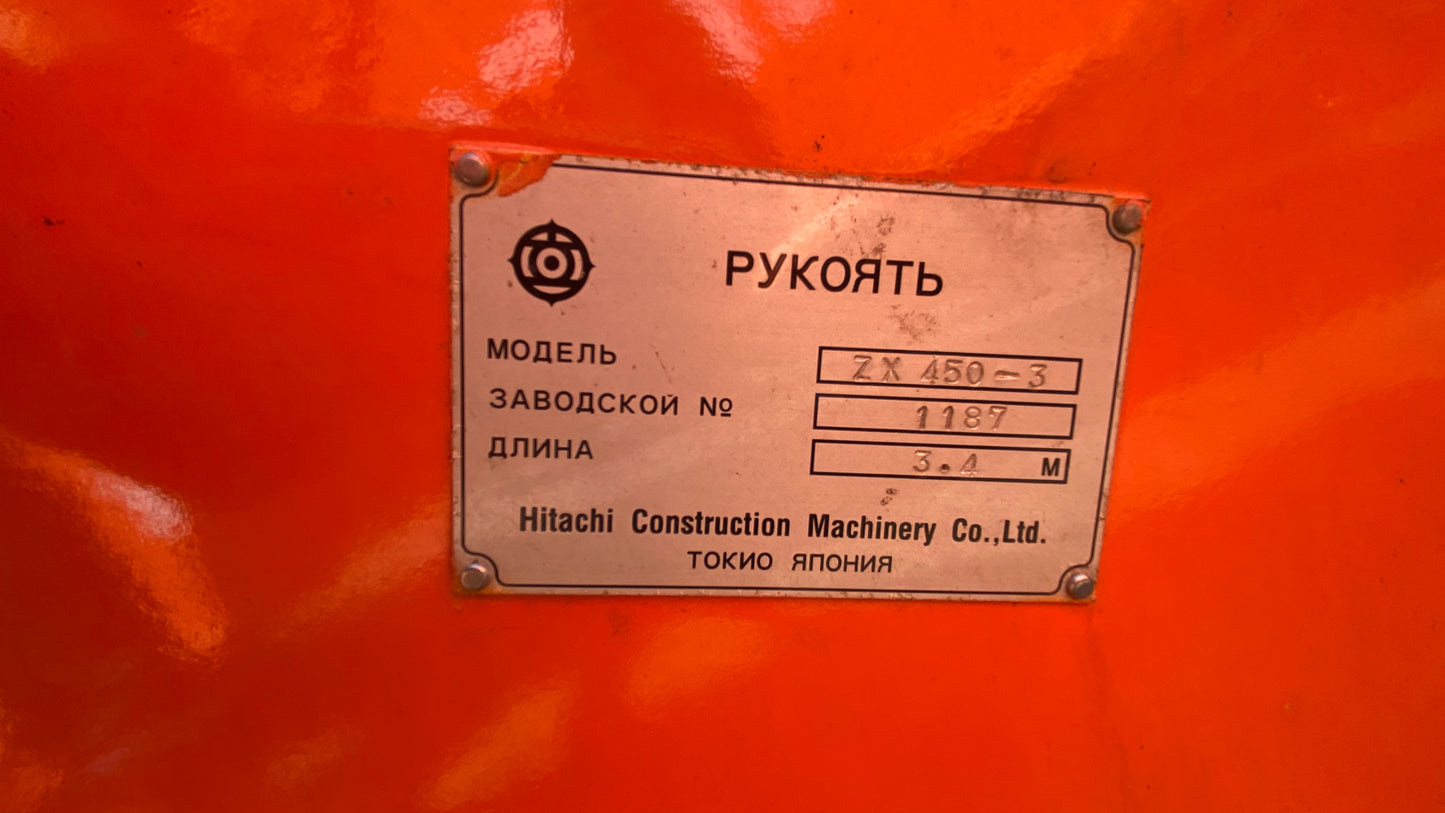 РУКОЯТЬ
МОДЕЛЬ ZX 450-3
ЗАВОДСКОЙ № 1187
ДЛИНА 3.4 М
Hitachi Construction Machinery Co.,Ltd.
ТОКИО ЯПОНИЯ